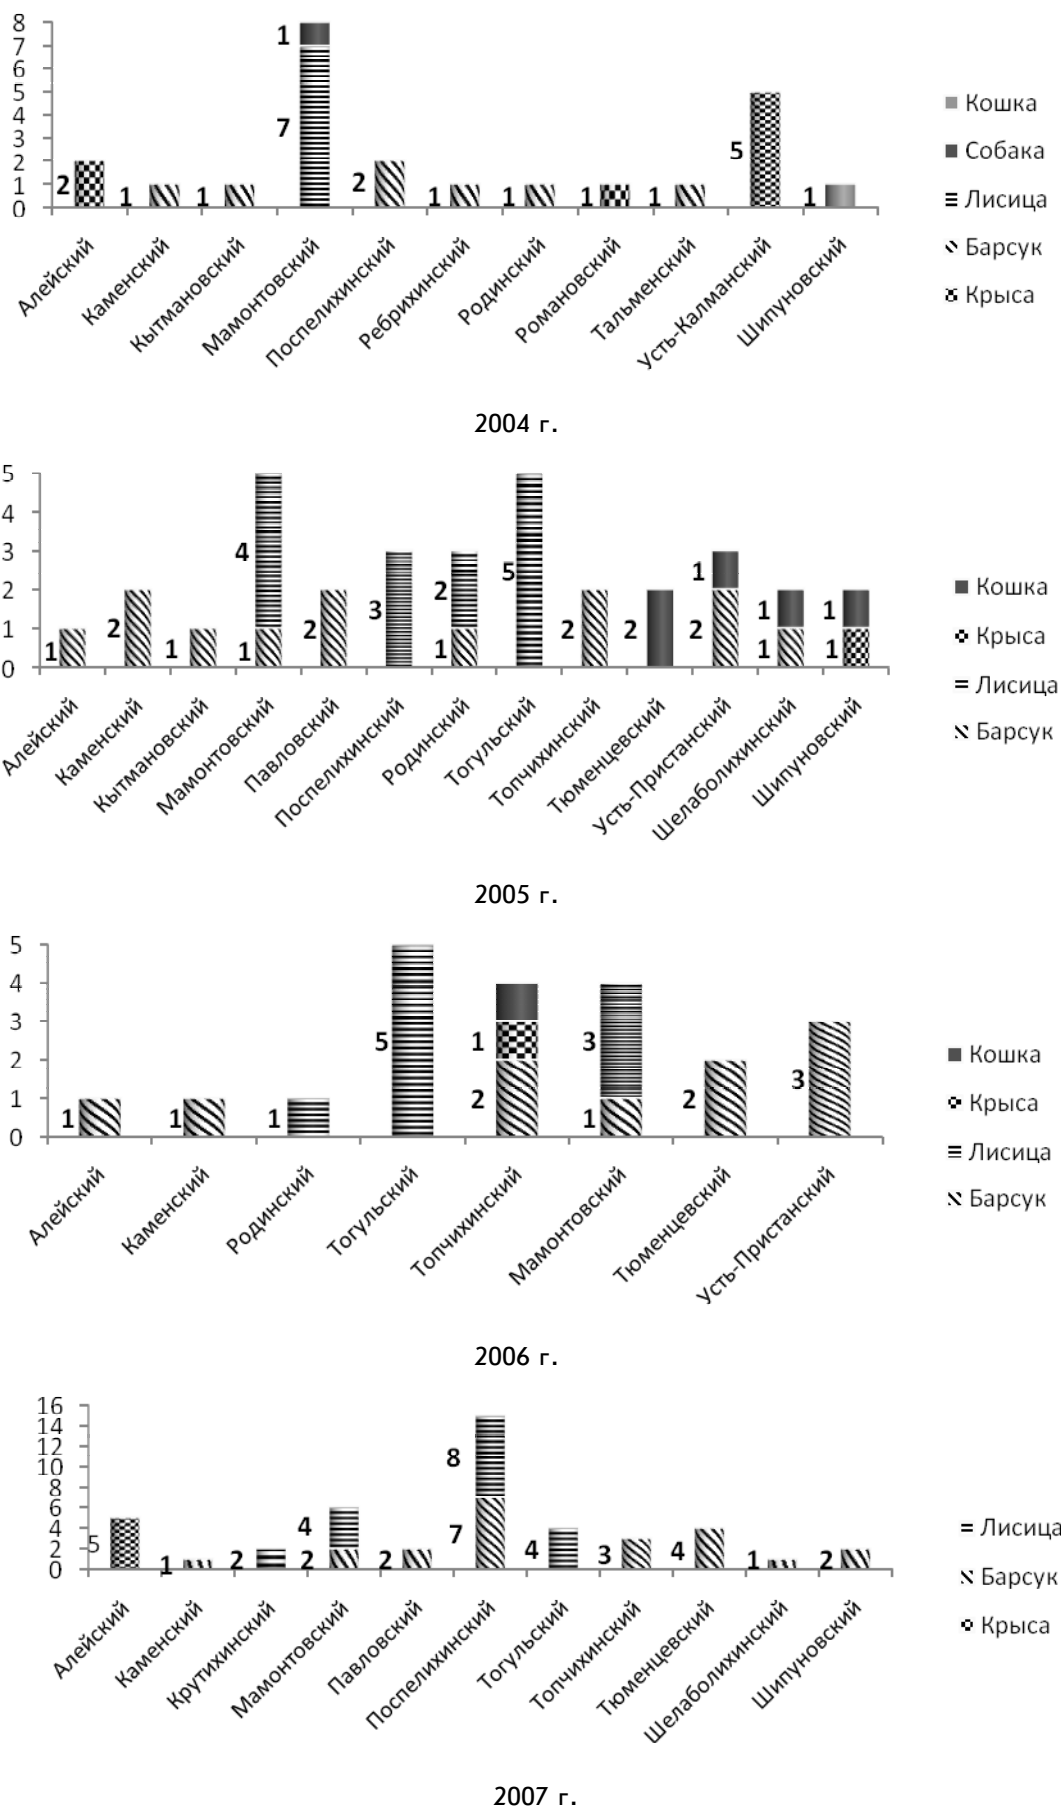 8
7
6
5
4
3
2
1
0
2
1
1
1
7
2
1
1
1
1
5
1
Алейский
Каменский
Кытмановский
Мамонтовский
Поспелихинский
Ребрихинский
Родинский
Романовский
Тальменский
Усть-Калманский
Шипуновский
Кошка
Собака
Лисица
Барсук
Крыса
2004 г.
5
4
3
2
1
0
1
2
1
4
1
2
3
2
1
5
2
2
1
2
1
1
1
1
Алейский
Каменский
Кытмановский
Мамонтовский
Павловский
Поспелихинский
Родинский
Тогульский
Топчихинский
Тюменцевский
Усть-Пристанский
Шелаболихинский
Шипуновский
Кошка
Крыса
Лисица
Барсук
2005 г.
5
4
3
2
1
0
1
1
1
5
1
2
3
1
2
3
Алейский
Каменский
Родинский
Тогульский
Топчихинский
Мамонтовский
Тюменцевский
Усть-Пристанский
Кошка
Крыса
Лисица
Барсук
2006 г.
16
14
12
10
8
6
4
2
0
5
1
2
4
2
2
8
7
4
3
4
1
2
Алейский
Каменский
Крутихинский
Мамонтовский
Павловский
Поспелихинский
Тогульский
Топчихинский
Тюменцевский
Шелаболихинский
Шипуновский
Лисица
Барсук
Крыса
2007 г.